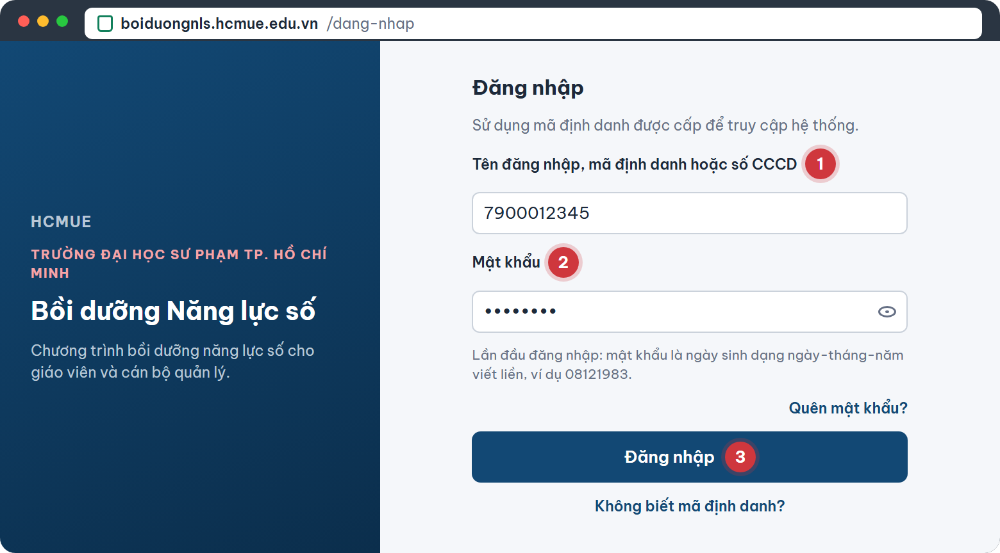 boiduongnls.hcmue.edu.vn /dang-nhap
HCMUE
TRƯỜNG ĐẠI HỌC SƯ PHẠM TP. HỒ CHÍ
MINH
Bồi dưỡng Năng lực số
Chương trình bồi dưỡng năng lực số cho
giáo viên và cán bộ quản lý.
Đăng nhập
Sử dụng mã định danh được cấp để truy cập hệ thống.
Tên đăng nhập, mã định danh hoặc số CCCD 1
7900012345
Mật khẩu 2
••••••••
Lần đầu đăng nhập: mật khẩu là ngày sinh dạng ngày-tháng-năm
viết liền, ví dụ 08121983.
Quên mật khẩu?
Đăng nhập 3
Không biết mã định danh?